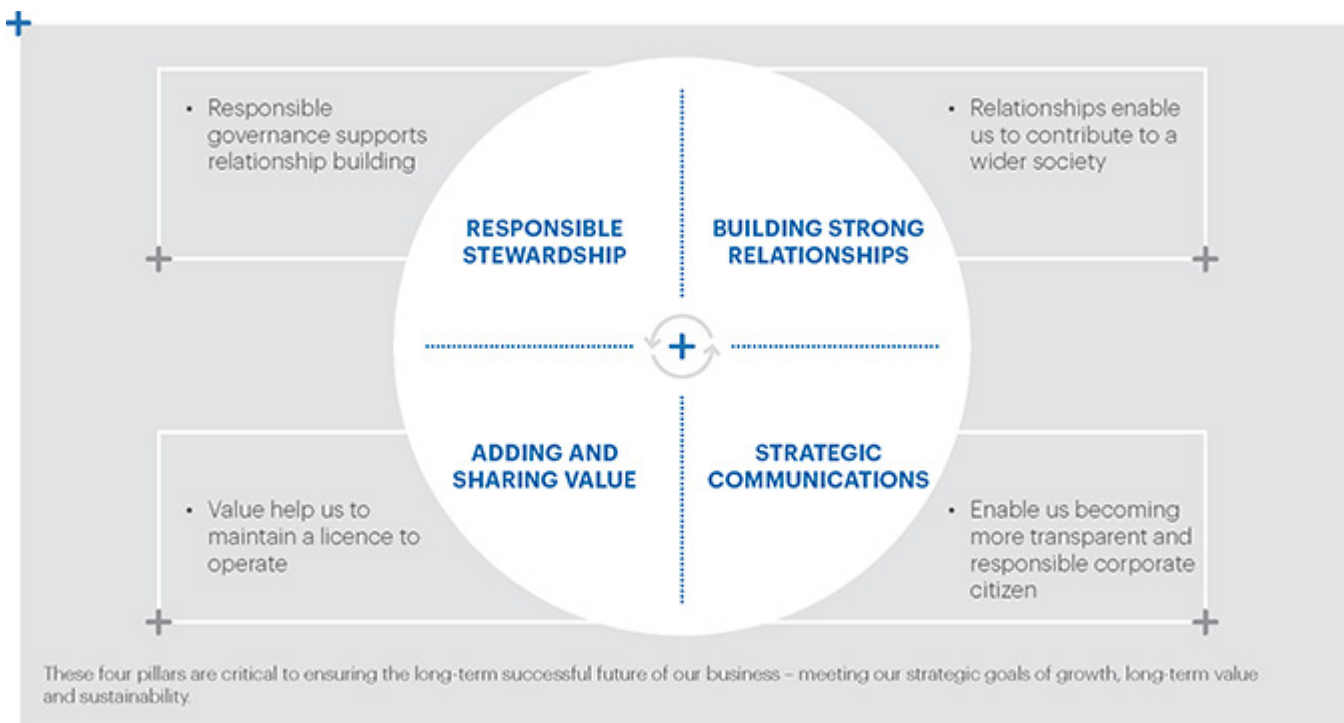 • Responsible
governance supports
relationship building
• Relationships enable
us to contribute to a
wider society
RESPONSIBLE
STEWARDSHIP
BUILDING STRONG
RELATIONSHIPS
ADDING AND
SHARING VALUE
STRATEGIC
COMMUNICATIONS
• Value help us to
maintain a licence to
operate
• Enable us becoming
more transparent and
responsible corporate
citizen
These four pillars are critical to ensuring the long-term successful future of our business – meeting our strategic goals of growth, long-term value
and sustainability.